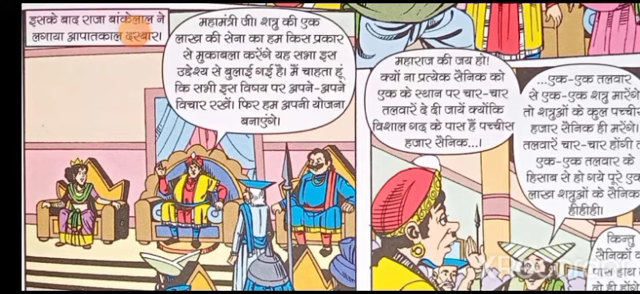 इसके बाद राजा बांकेलाल ने
लगाया आपातकाल दरबार।
महामंत्री जी! शत्रु की एक
लाख की सेना का हम किस प्रकार
से मुकाबला करेंगे यह सभा इस
उद्देश्य से बुलाई गई है। मैं चाहता हूं
कि सभी इस विषय पर अपने-अपने
विचार रखें। फिर हम अपनी योजना
बनाएंगे।
महाराज की जय हो!
क्यों ना प्रत्येक सैनिक को
एक के स्थान पर चार-चार
तलवारें दे दी जायें क्योंकि
विशाल गढ़ के पास हैं पच्चीस
हजार सैनिक...।
...एक-एक तलवार
से एक-एक शत्रु मारेंगे
तो शत्रुओं के कुल पच्चीस
हजार सैनिक ही मरेंगे।
तलवारें चार-चार होंगी
एक-एक तलवार के
हिसाब से हो गये पूरे एक
लाख शत्रुओं के सैनिक
हीहीही।
किन्तु
सैनिकों
पास हाथ
तो ही होंगे